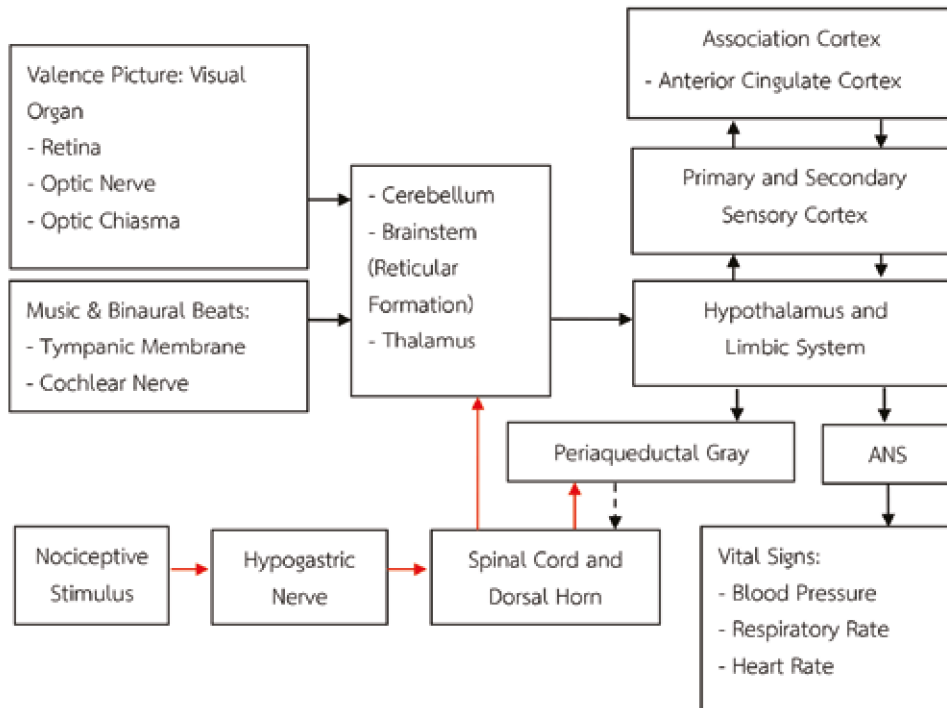 Valence Picture: Visual
Organ
- Retina
- Optic Nerve
- Optic Chiasma
Music & Binaural Beats:
- Tympanic Membrane
- Cochlear Nerve
- Cerebellum
- Brainstem
(Reticular
Formation)
- Thalamus
Association Cortex
- Anterior Cingulate Cortex
Primary and Secondary
Sensory Cortex
Hypothalamus and
Limbic System
Periaqueductal Gray
ANS
Nociceptive
Stimulus
Hypogastric
Nerve
Spinal Cord and
Dorsal Horn
Vital Signs:
- Blood Pressure
- Respiratory Rate
- Heart Rate